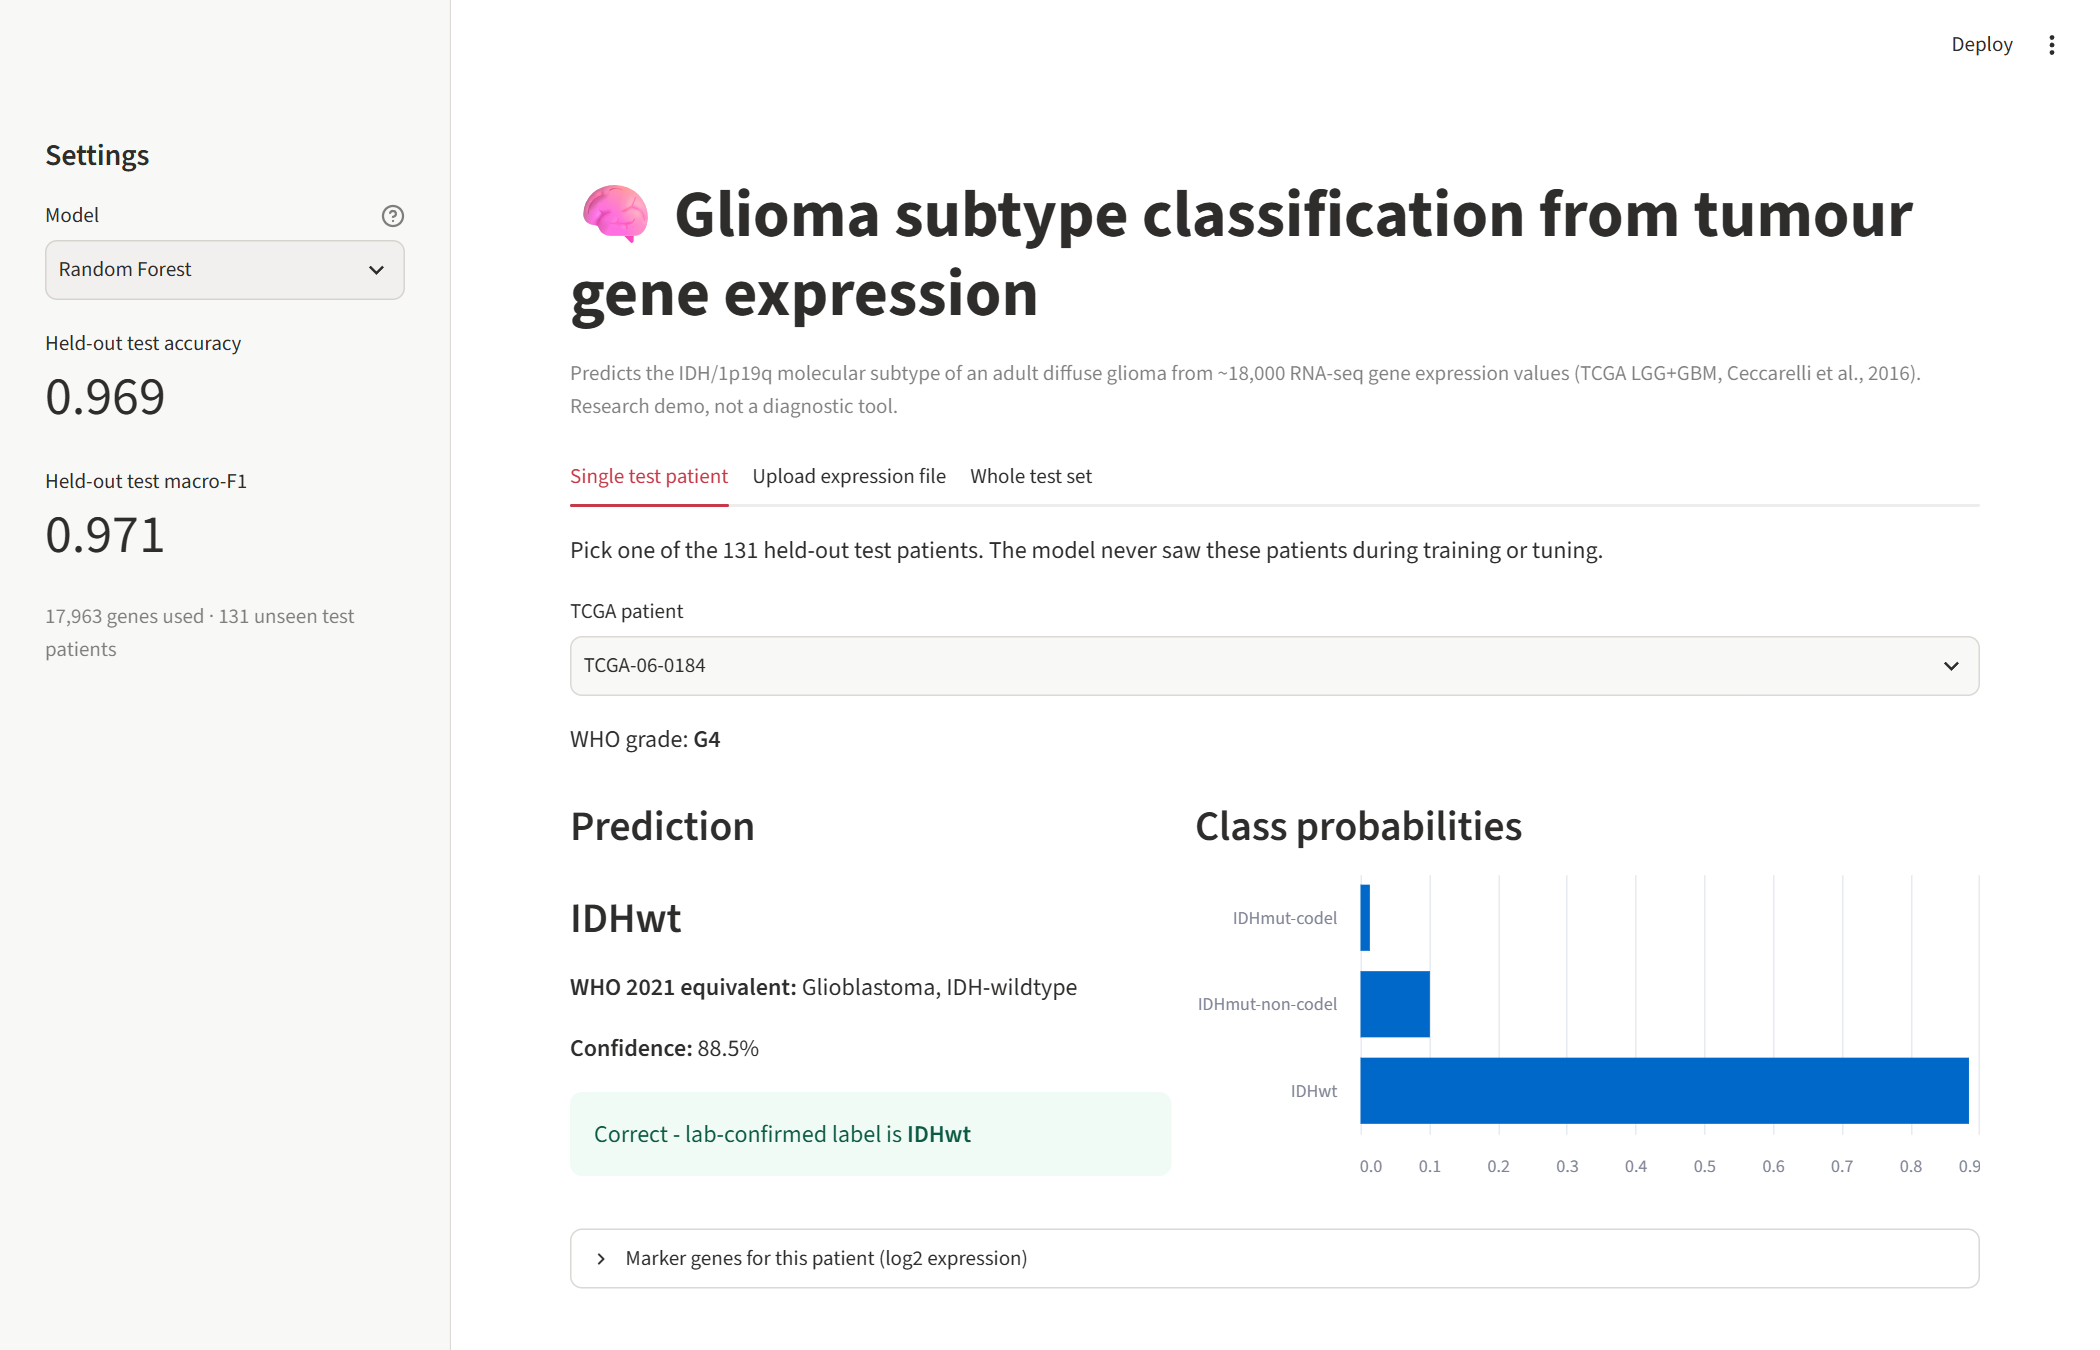 Deploy
Settings
Model
Random Forest
Held-out test accuracy
0.969
Held-out test macro-F1
0.971
17,963 genes used · 131 unseen test
patients
Glioma subtype classification from tumour
gene expression
Predicts the IDH/1p19q molecular subtype of an adult diffuse glioma from ~18,000 RNA-seq gene expression values (TCGA LGG+GBM, Ceccarelli et al., 2016).
Research demo, not a diagnostic tool.
Single test patient Upload expression file Whole test set
Pick one of the 131 held-out test patients. The model never saw these patients during training or tuning.
TCGA patient
TCGA-06-0184
WHO grade: G4
Prediction
IDHwt
WHO 2021 equivalent: Glioblastoma, IDH-wildtype
Confidence: 88.5%
Correct - lab-confirmed label is IDHwt
Class probabilities
IDHmut-codel
IDHmut-non-codel
IDHwt
0.0 0.1 0.2 0.3 0.4 0.5 0.6 0.7 0.8 0.9
Marker genes for this patient (log2 expression)